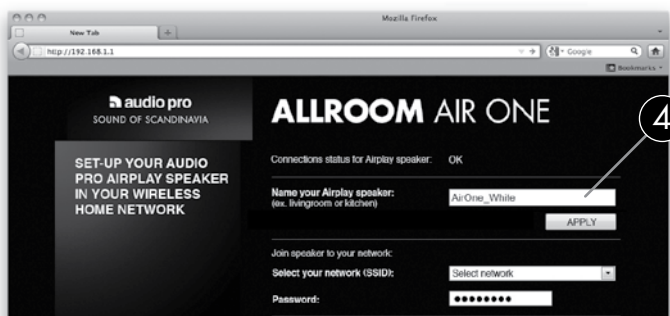 Mozilla Firefox
New Tab
http://192.168.1.1
Google
Bookmarks
audio pro
SOUND OF SCANDINAVIA
ALLROOM AIR ONE
4
SET-UP YOUR AUDIO
PRO AIRPLAY SPEAKER
IN YOUR WIRELESS
HOME NETWORK
Connections status for Airplay speaker: OK
Name your Airplay speaker:
(ex. livingroom or kitchen)
AirOne_White
APPLY
Join speaker to your network:
Select your network (SSID): Select network
Password: ●●●●●●●●